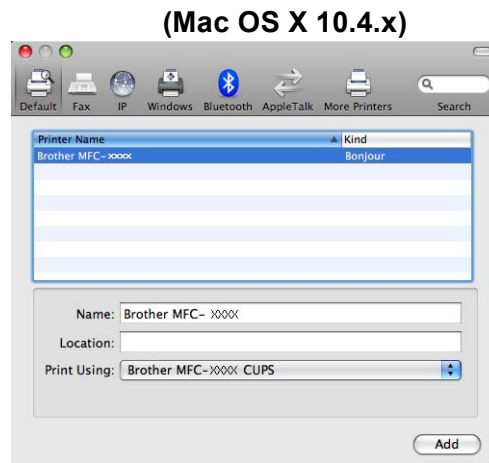 (Mac OS X 10.4.x)
Default Fax IP Windows Bluetooth AppleTalk More Printers Search
Printer Name Kind
Brother MFC-xxxx Bonjour
Name: Brother MFC- XXXX
Location:
Print Using: Brother MFC-XXXX CUPS
Add